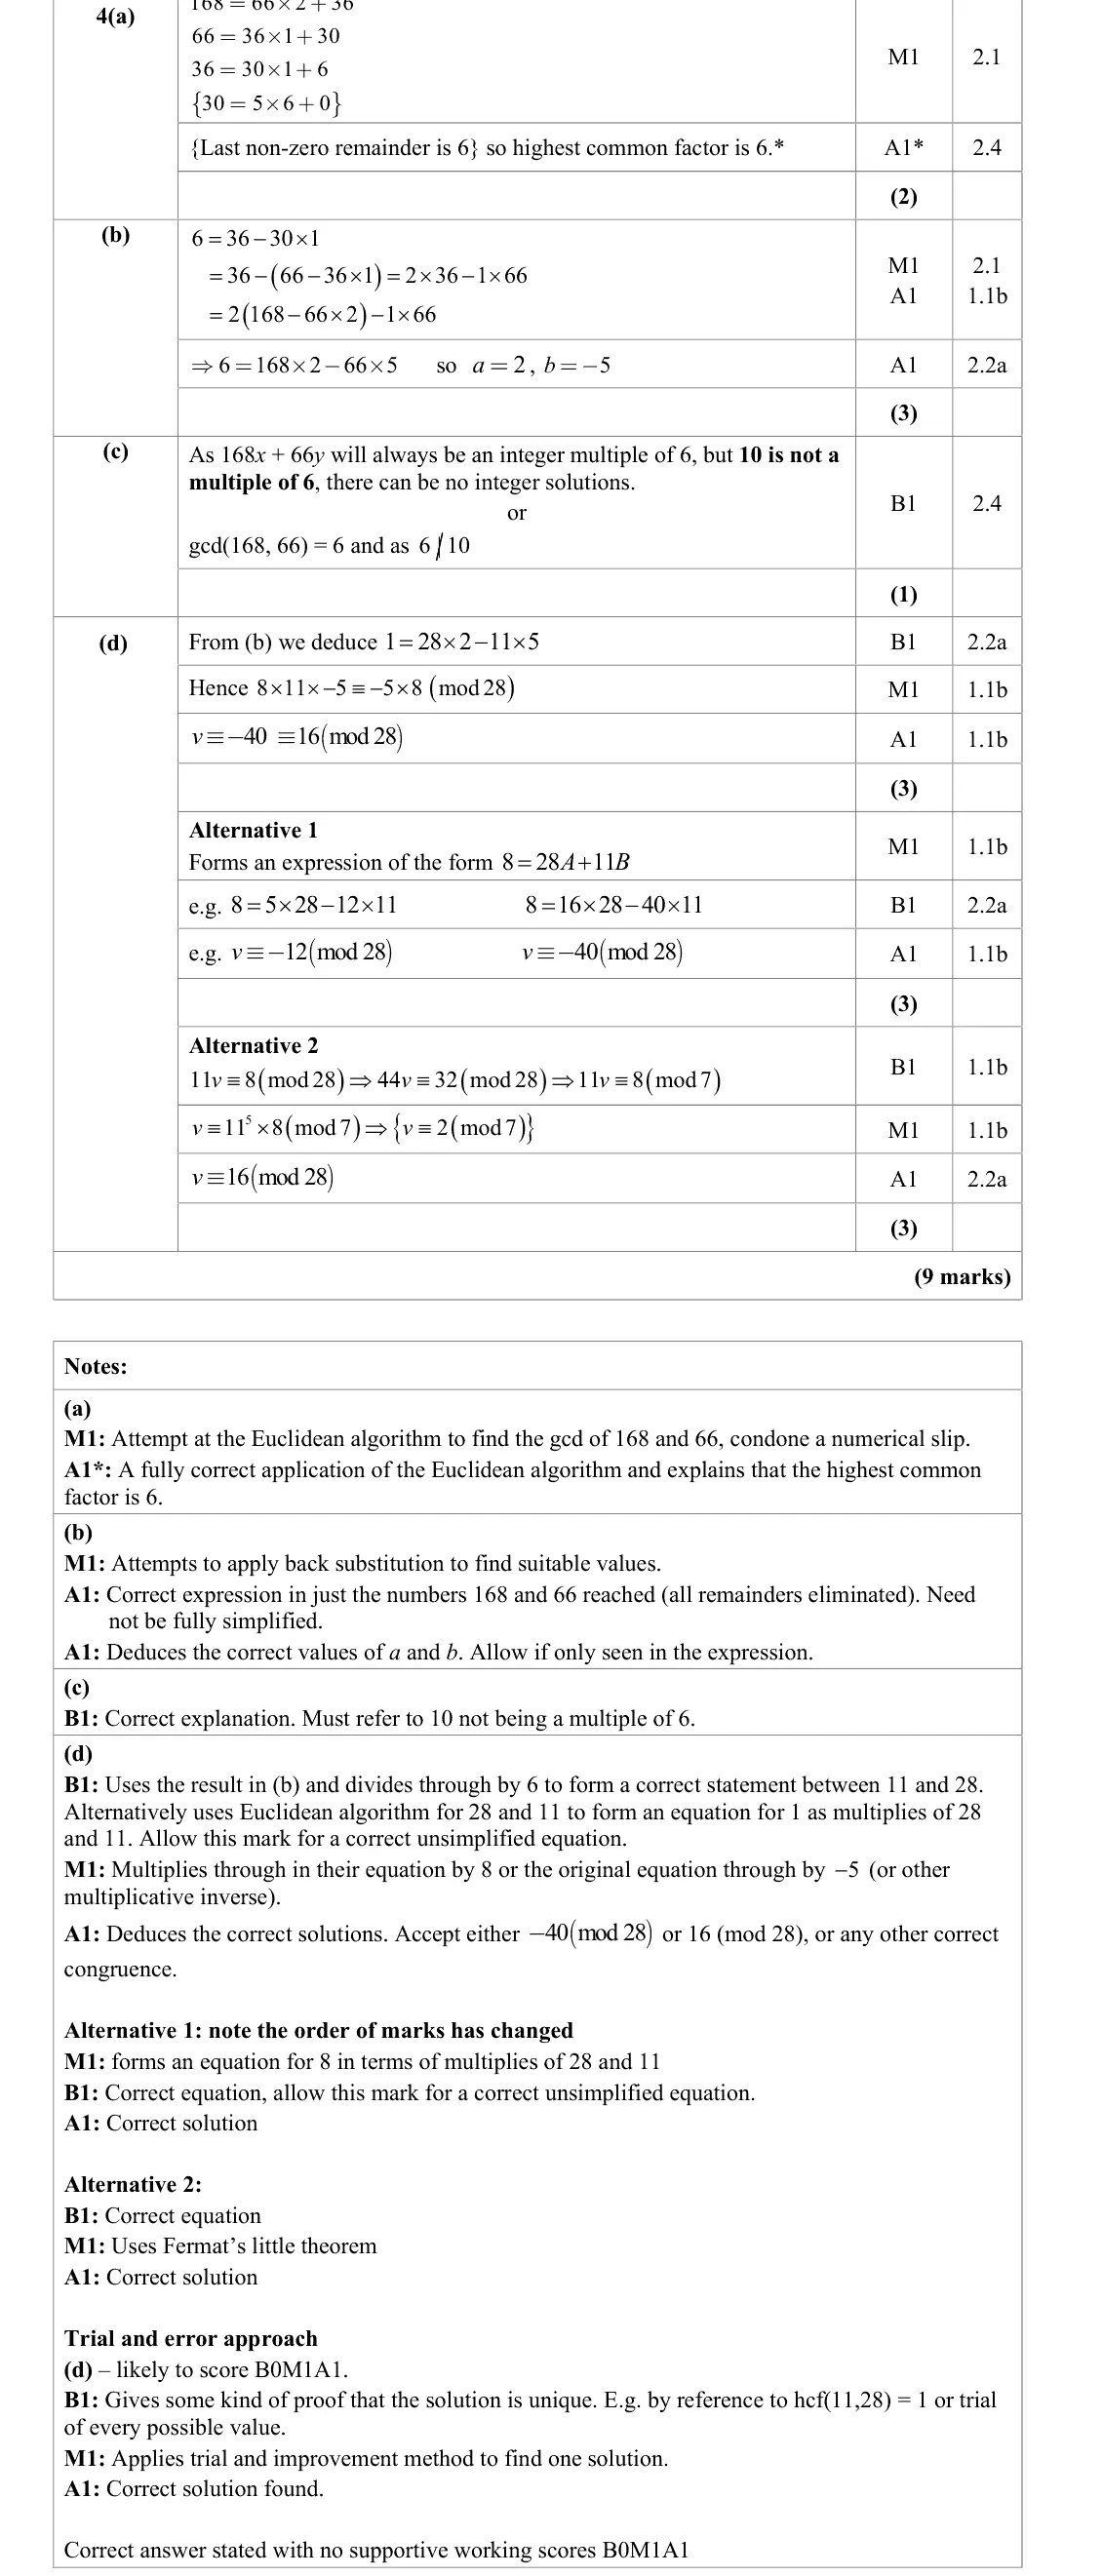 4(a)
168 = 66×2+36
66 = 36×1+30
36 = 30×1+6
{30 = 5×6+0}
M1 2.1
{Last non-zero remainder is 6} so highest common factor is 6.* A1* 2.4
(2)
(b)
6 = 36−30×1
= 36−(66−36×1) = 2×36−1×66
= 2(168−66×2)−1×66
M1 2.1
A1 1.1b
⇒ 6 = 168×2−66×5 so a = 2, b = −5 A1 2.2a
(3)
(c)
As 168x + 66y will always be an integer multiple of 6, but 10 is not a
multiple of 6, there can be no integer solutions.
or
gcd(168, 66) = 6 and as 6 ∤ 10
B1 2.4
(1)
(d)
From (b) we deduce 1 = 28×2−11×5 B1 2.2a
Hence 8×11×−5 ≡ −5×8 (mod 28) M1 1.1b
v ≡ −40 ≡ 16(mod 28) A1 1.1b
(3)
Alternative 1
Forms an expression of the form 8 = 28A+11B
M1 1.1b
e.g. 8 = 5×28−12×11 8 = 16×28−40×11 B1 2.2a
e.g. v ≡ −12(mod 28) v ≡ −40(mod 28) A1 1.1b
(3)
Alternative 2
11v ≡ 8(mod 28) ⇒ 44v ≡ 32(mod 28) ⇒ 11v ≡ 8(mod 7)
B1 1.1b
v ≡ 11⁵ ×8(mod 7) ⇒ {v ≡ 2(mod 7)} M1 1.1b
v ≡ 16(mod 28) A1 2.2a
(3)
(9 marks)
Notes:
(a)
M1: Attempt at the Euclidean algorithm to find the gcd of 168 and 66, condone a numerical slip.
A1*: A fully correct application of the Euclidean algorithm and explains that the highest common
factor is 6.
(b)
M1: Attempts to apply back substitution to find suitable values.
A1: Correct expression in just the numbers 168 and 66 reached (all remainders eliminated). Need
not be fully simplified.
A1: Deduces the correct values of a and b. Allow if only seen in the expression.
(c)
B1: Correct explanation. Must refer to 10 not being a multiple of 6.
(d)
B1: Uses the result in (b) and divides through by 6 to form a correct statement between 11 and 28.
Alternatively uses Euclidean algorithm for 28 and 11 to form an equation for 1 as multiplies of 28
and 11. Allow this mark for a correct unsimplified equation.
M1: Multiplies through in their equation by 8 or the original equation through by −5 (or other
multiplicative inverse).
A1: Deduces the correct solutions. Accept either −40(mod 28) or 16 (mod 28), or any other correct
congruence.
Alternative 1: note the order of marks has changed
M1: forms an equation for 8 in terms of multiplies of 28 and 11
B1: Correct equation, allow this mark for a correct unsimplified equation.
A1: Correct solution
Alternative 2:
B1: Correct equation
M1: Uses Fermat’s little theorem
A1: Correct solution
Trial and error approach
(d) – likely to score B0M1A1.
B1: Gives some kind of proof that the solution is unique. E.g. by reference to hcf(11,28) = 1 or trial
of every possible value.
M1: Applies trial and improvement method to find one solution.
A1: Correct solution found.
Correct answer stated with no supportive working scores B0M1A1